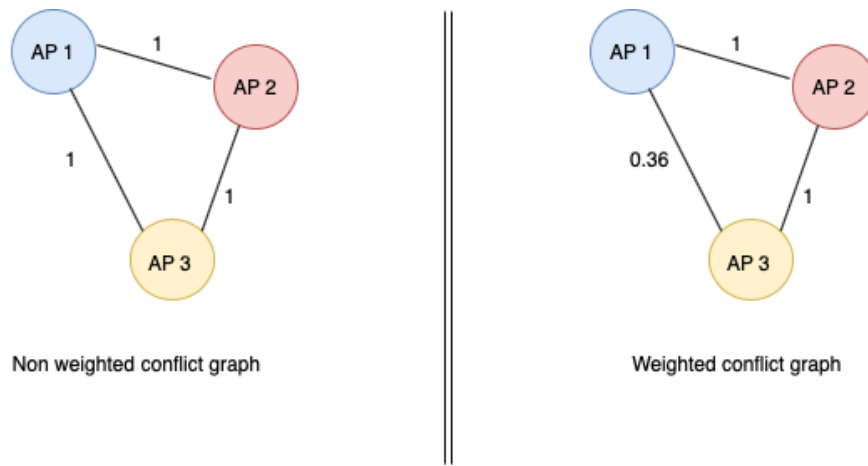 AP 1
1
AP 2
1
1
AP 3
Non weighted conflict graph
AP 1
1
AP 2
0.36
1
AP 3
Weighted conflict graph